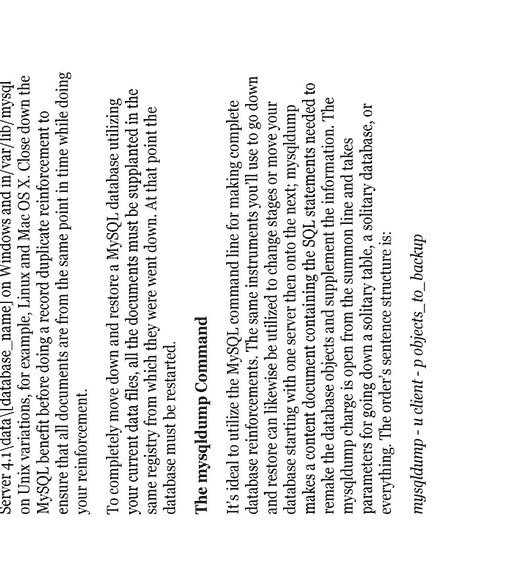 Server 4.1\data\[database_name] on Windows and in/var/lib/mysql
on Unix variations, for example, Linux and Mac OS X. Close down the
MySQL benefit before doing a record duplicate reinforcement to
ensure that all documents are from the same point in time while doing
your reinforcement.
To completely move down and restore a MySQL database utilizing
your current data files, all the documents must be supplanted in the
same registry from which they were went down. At that point the
database must be restarted.
The mysqldump Command
It's ideal to utilize the MySQL command line for making complete
database reinforcements. The same instruments you'll use to go down
and restore can likewise be utilized to change stages or move your
database starting with one server then onto the next; mysqldump
makes a content document containing the SQL statements needed to
remake the database objects and supplement the information. The
mysqldump charge is open from the summon line and takes
parameters for going down a solitary table, a solitary database, or
everything. The order's sentence structure is:
mysqldump - u client - p objects_to_backup